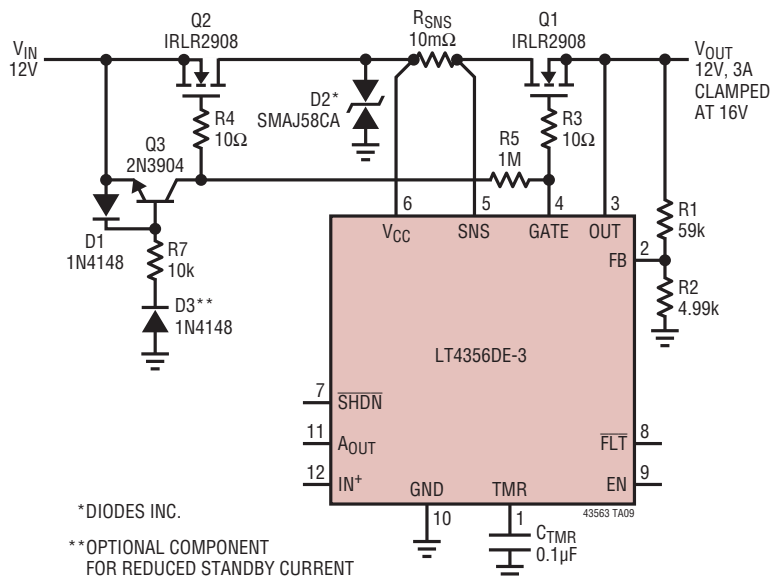 VIN
12V
Q2
IRLR2908
RSNS
10mΩ
Q1
IRLR2908
VOUT
12V, 3A
CLAMPED
AT 16V
D2*
SMAJ58CA
R4
10Ω
R3
10Ω
Q3
2N3904
R5
1M
D1
1N4148
R7
10k
D3**
1N4148
6
5
4
3
VCC
SNS
GATE
OUT
FB
2
R1
59k
R2
4.99k
LT4356DE-3
7
SHDN
11
AOUT
12
IN+
FLT
8
EN
9
GND
TMR
10
1
43563 TA09
CTMR
0.1µF
*DIODES INC.
**OPTIONAL COMPONENT
FOR REDUCED STANDBY CURRENT